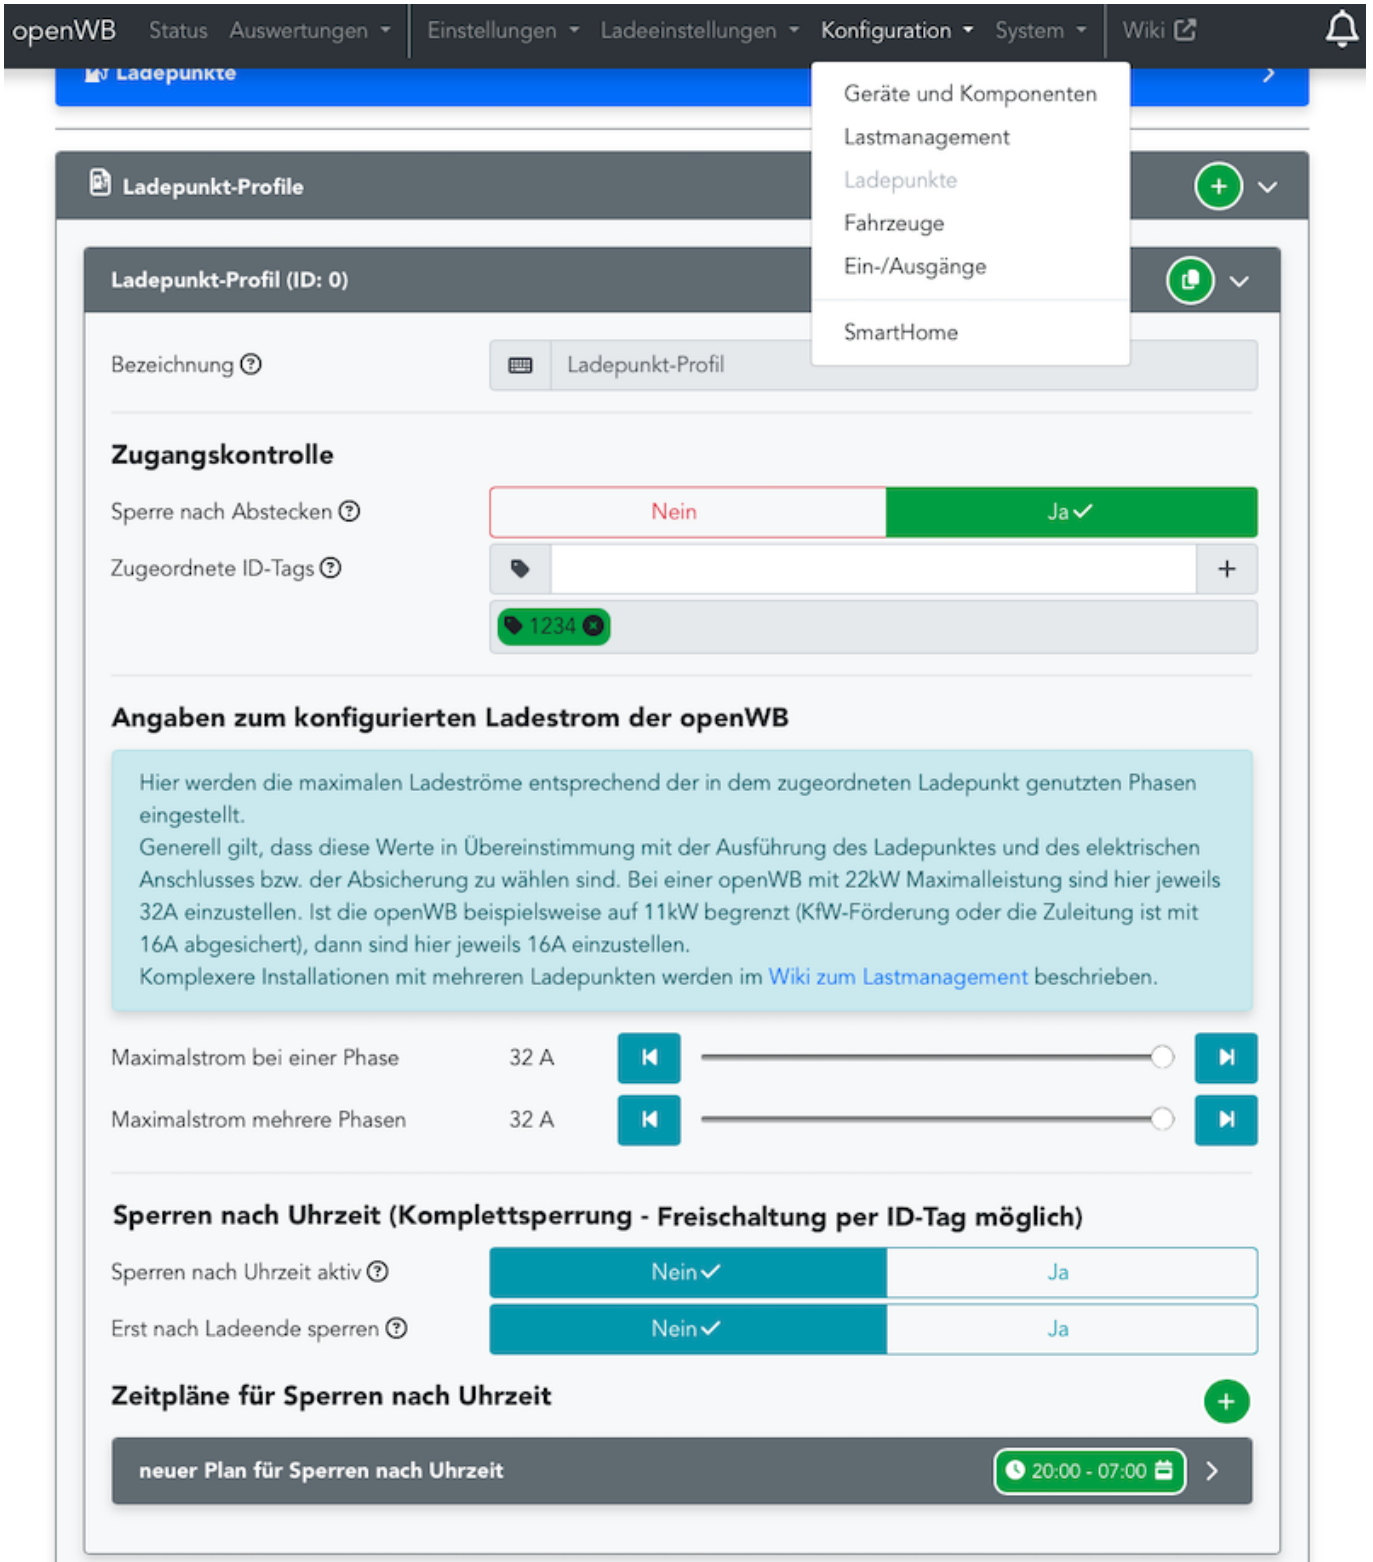 openWB Status Auswertungen Einstellungen Ladeeinstellungen Konfiguration System Wiki
Ladepunkte
Geräte und Komponenten
Lastmanagement
Ladepunkte
Fahrzeuge
Ein-/Ausgänge
SmartHome
Ladepunkt-Profile
Ladepunkt-Profil (ID: 0)
Bezeichnung Ladepunkt-Profil
Zugangskontrolle
Sperre nach Abstecken Nein Ja
Zugeordnete ID-Tags
1234
Angaben zum konfigurierten Ladestrom der openWB
Hier werden die maximalen Ladeströme entsprechend der in dem zugeordneten Ladepunkt genutzten Phasen
eingestellt.
Generell gilt, dass diese Werte in Übereinstimmung mit der Ausführung des Ladepunktes und des elektrischen
Anschlusses bzw. der Absicherung zu wählen sind. Bei einer openWB mit 22kW Maximalleistung sind hier jeweils
32A einzustellen. Ist die openWB beispielsweise auf 11kW begrenzt (KfW-Förderung oder die Zuleitung ist mit
16A abgesichert), dann sind hier jeweils 16A einzustellen.
Komplexere Installationen mit mehreren Ladepunkten werden im Wiki zum Lastmanagement beschrieben.
Maximalstrom bei einer Phase 32 A
Maximalstrom mehrere Phasen 32 A
Sperren nach Uhrzeit (Komplettsperrung - Freischaltung per ID-Tag möglich)
Sperren nach Uhrzeit aktiv Nein Ja
Erst nach Ladeende sperren Nein Ja
Zeitpläne für Sperren nach Uhrzeit
neuer Plan für Sperren nach Uhrzeit 20:00 - 07:00